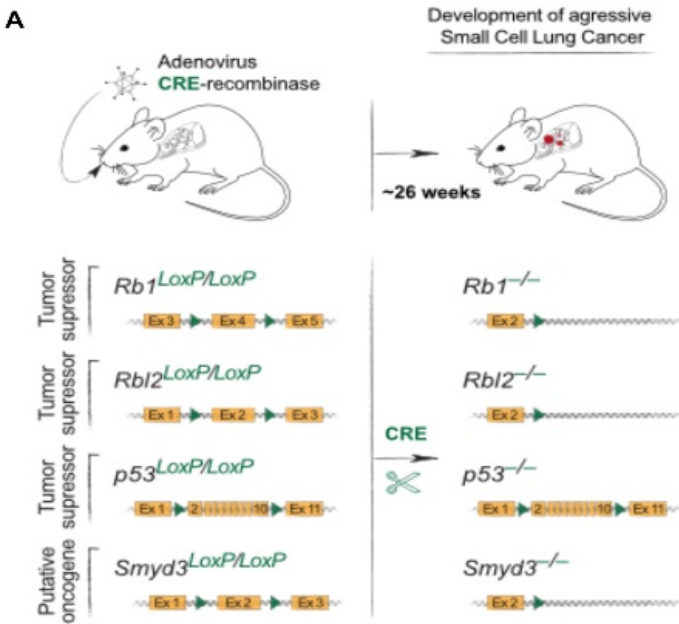 A
Development of agressive
Small Cell Lung Cancer
Adenovirus
CRE-recombinase
~26 weeks
Tumor
supressor
Rb1LoxP/LoxP
Ex 3 Ex 4 Ex 5
Rb1–/–
Ex 2
Tumor
supressor
Rbl2LoxP/LoxP
Ex 1 Ex 2 Ex 3
Rbl2–/–
Ex 2
CRE
Tumor
supressor
p53LoxP/LoxP
Ex 1 2 10 Ex 11
p53–/–
Ex 1 2 10 Ex 11
Putative
oncogene
Smyd3LoxP/LoxP
Ex 1 Ex 2 Ex 3
Smyd3–/–
Ex 2